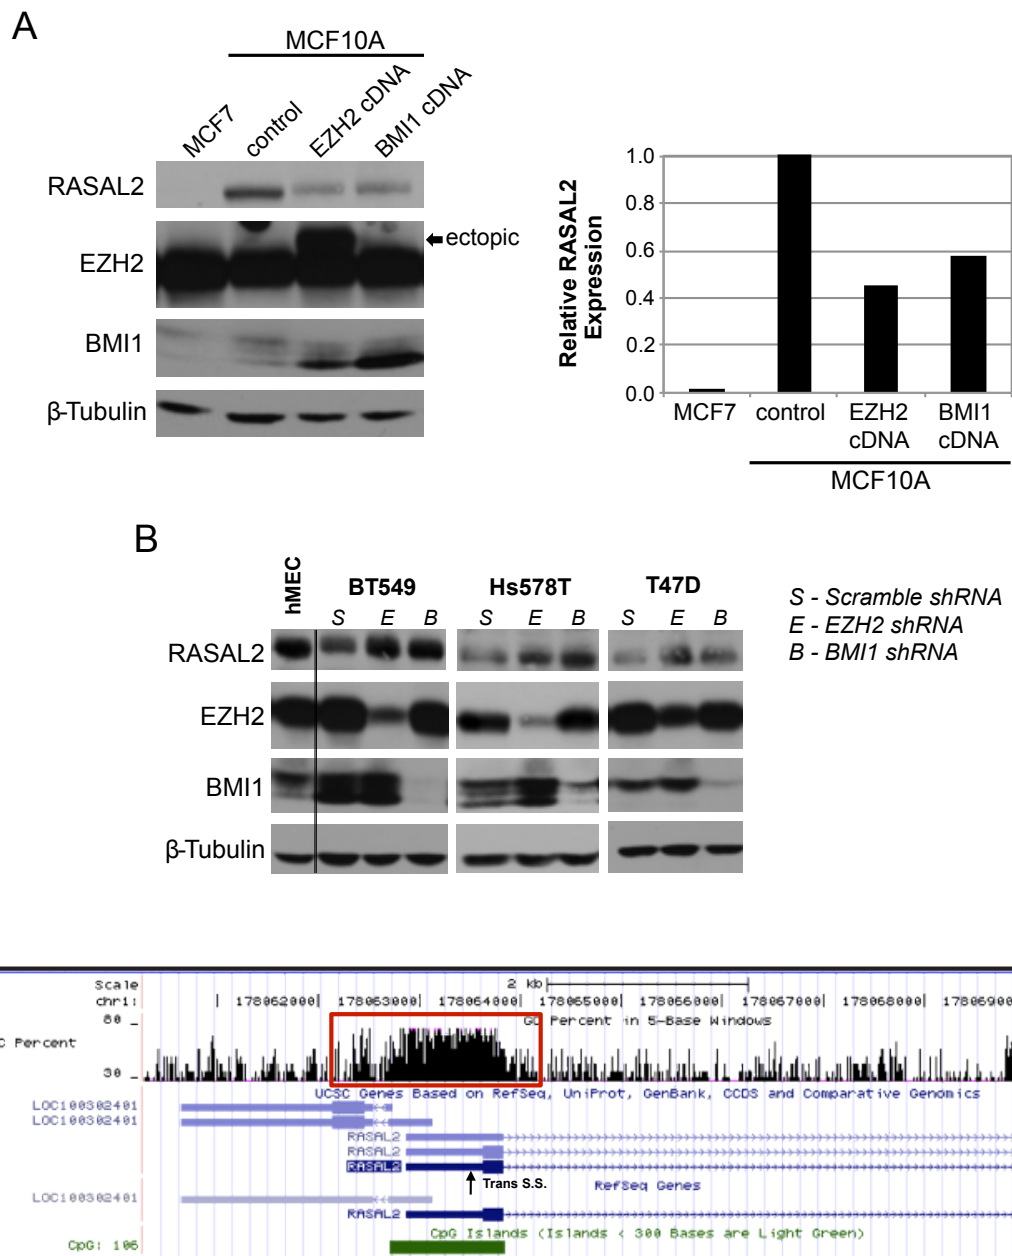 A
MCF10A
MCF7
control
EZH2 cDNA
BMI1 cDNA
RASAL2
EZH2
ectopic
BMI1
β-Tubulin
Relative RASAL2
Expression
1.0
0.8
0.6
0.4
0.2
0.0
MCF7 control EZH2 cDNA BMI1 cDNA
MCF10A
B
hMEC
BT549 Hs578T T47D
S E B S E B S E B
S - Scramble shRNA
E - EZH2 shRNA
B - BMI1 shRNA
RASAL2
EZH2
BMI1
β-Tubulin
Scale 2 kb
chr1: 178062000 178063000 178064000 178065000 178066000 178067000 178068000 178069000
80 GC Percent in 5-Base Windows
C Percent
30
UCSC Genes Based on RefSeq, UniProt, GenBank, CCDS and Comparative Genomics
LOC100302401
LOC100302401
RASAL2
RASAL2
RASAL2
Trans S.S.
RefSeq Genes
LOC100302401
RASAL2
CpG Islands (Islands < 300 Bases are Light Green)
CpG: 106